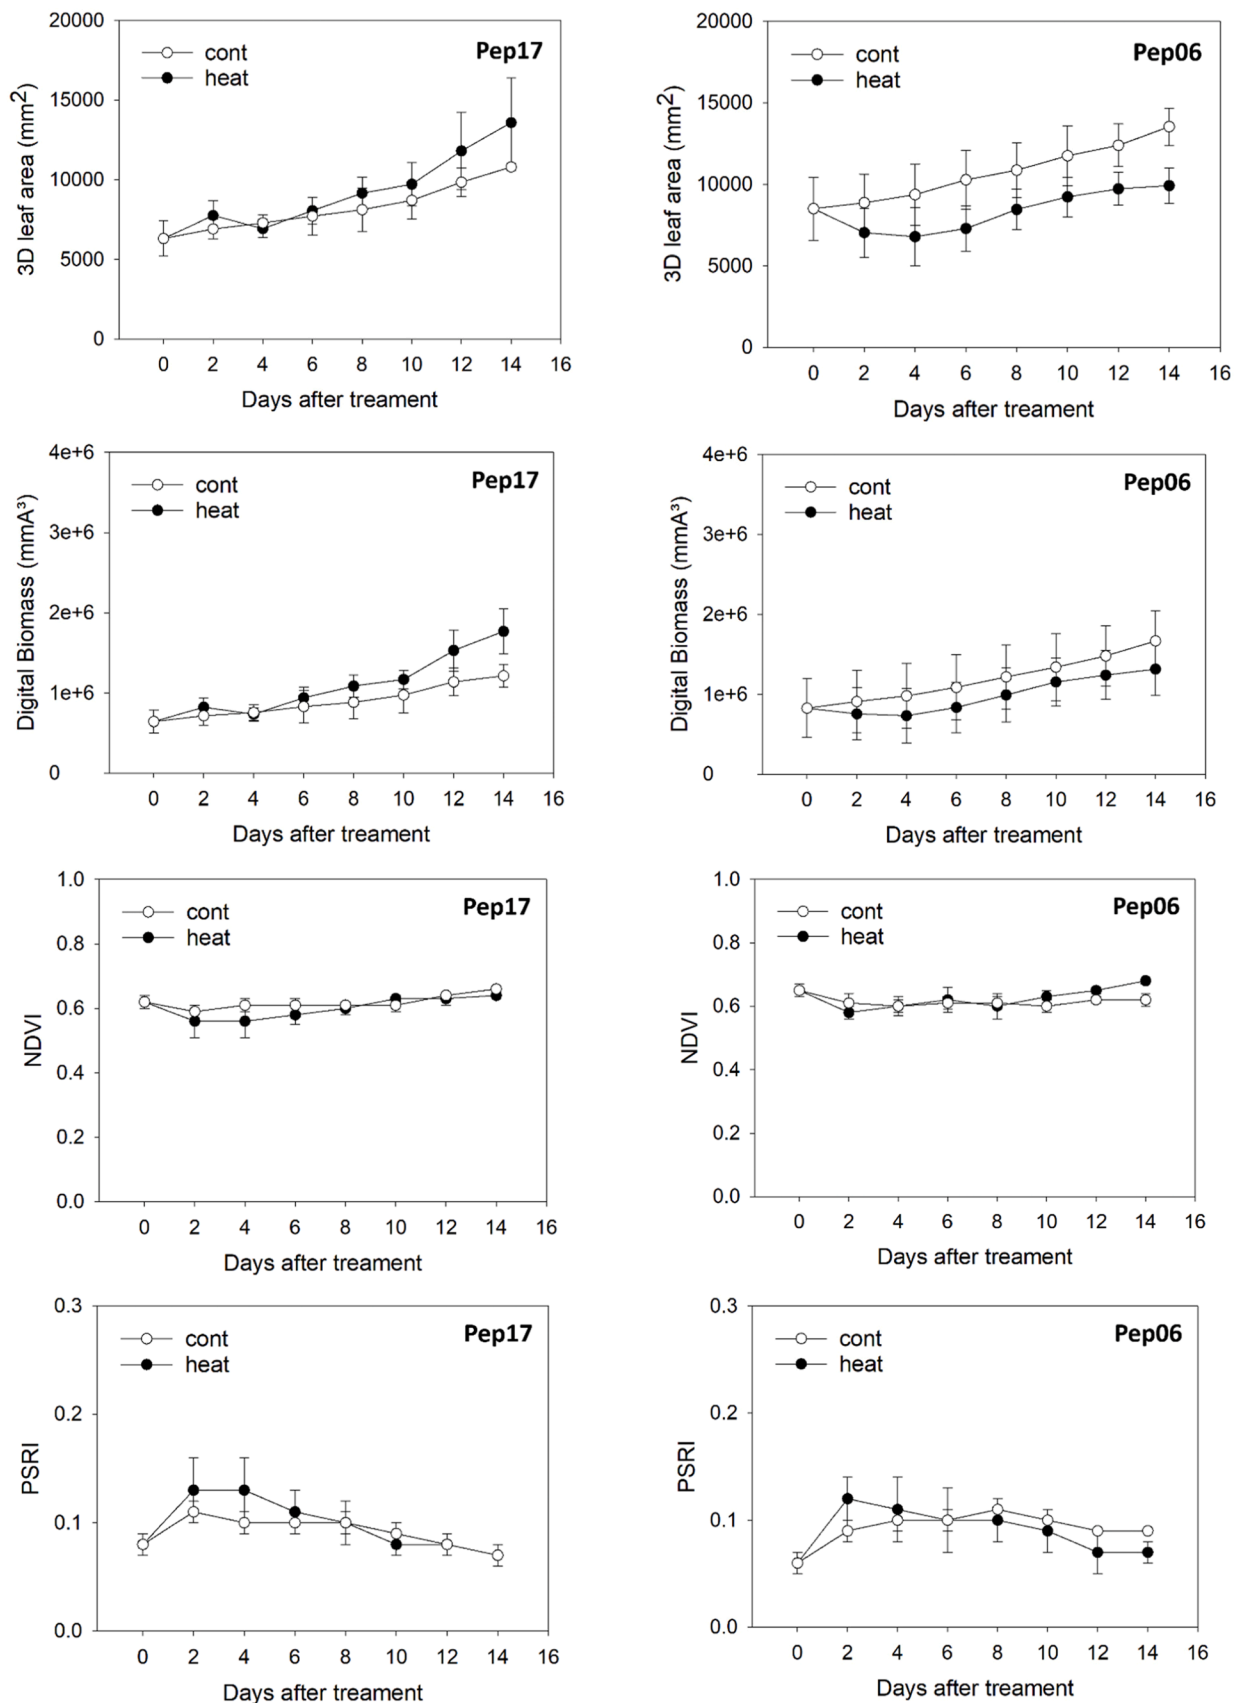 20000
15000
10000
5000
0
3D leaf area (mm²)
cont
heat
Pep17
0 2 4 6 8 10 12 14 16
Days after treament
20000
15000
10000
5000
0
3D leaf area (mm²)
cont
heat
Pep06
0 2 4 6 8 10 12 14 16
Days after treament
4e+6
3e+6
2e+6
1e+6
0
Digital Biomass (mmA³)
cont
heat
Pep17
0 2 4 6 8 10 12 14 16
Days after treament
4e+6
3e+6
2e+6
1e+6
0
Digital Biomass (mmA³)
cont
heat
Pep06
0 2 4 6 8 10 12 14 16
Days after treament
1.0
0.8
0.6
0.4
0.2
0.0
NDVI
cont
heat
Pep17
0 2 4 6 8 10 12 14 16
Days after treament
1.0
0.8
0.6
0.4
0.2
0.0
NDVI
cont
heat
Pep06
0 2 4 6 8 10 12 14 16
Days after treament
0.3
0.2
0.1
0.0
PSRI
cont
heat
Pep17
0 2 4 6 8 10 12 14 16
Days after treament
0.3
0.2
0.1
0.0
PSRI
cont
heat
Pep06
0 2 4 6 8 10 12 14 16
Days after treament